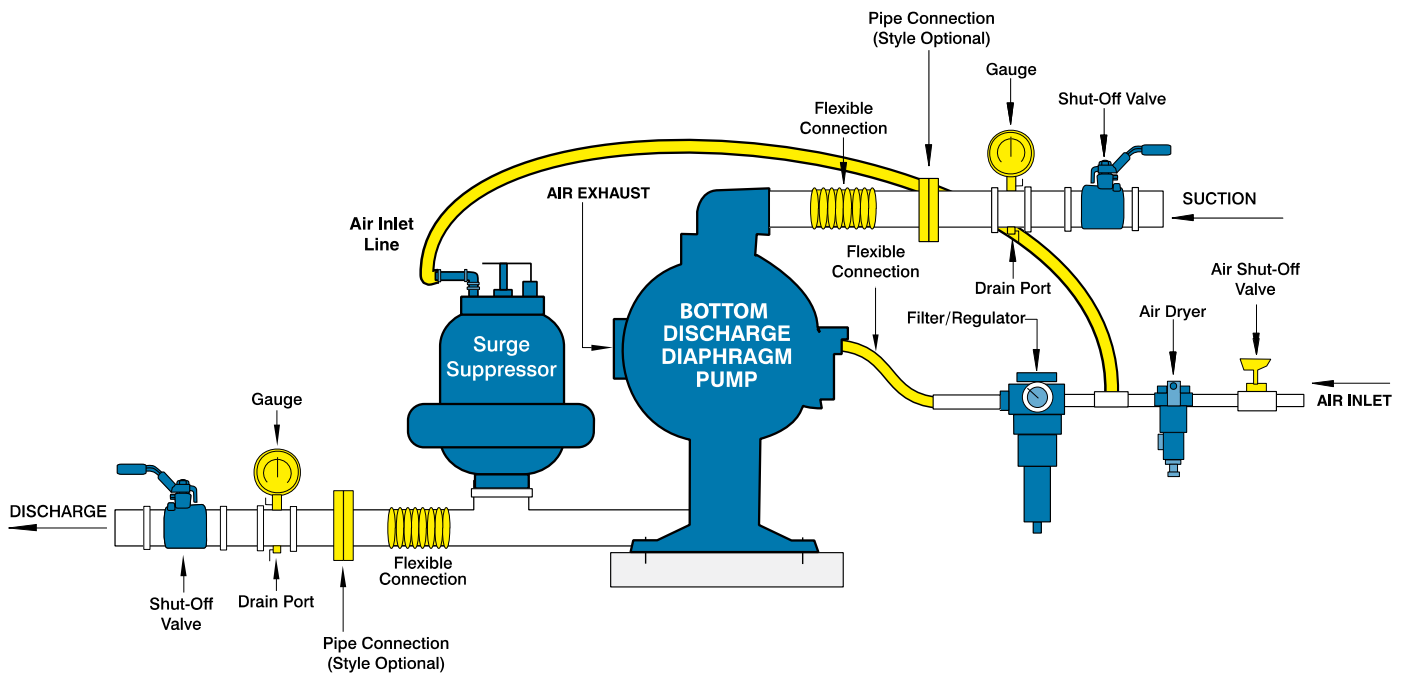 Pipe Connection
(Style Optional)
Gauge
Shut-Off Valve
Flexible
Connection
AIR EXHAUST
SUCTION
Air Inlet
Line
Flexible
Connection
Drain Port
Air Shut-Off
Valve
Filter/Regulator
Air Dryer
BOTTOM
DISCHARGE
DIAPHRAGM
PUMP
Surge
Suppressor
AIR INLET
Gauge
DISCHARGE
Flexible
Connection
Shut-Off
Valve
Drain Port
Pipe Connection
(Style Optional)